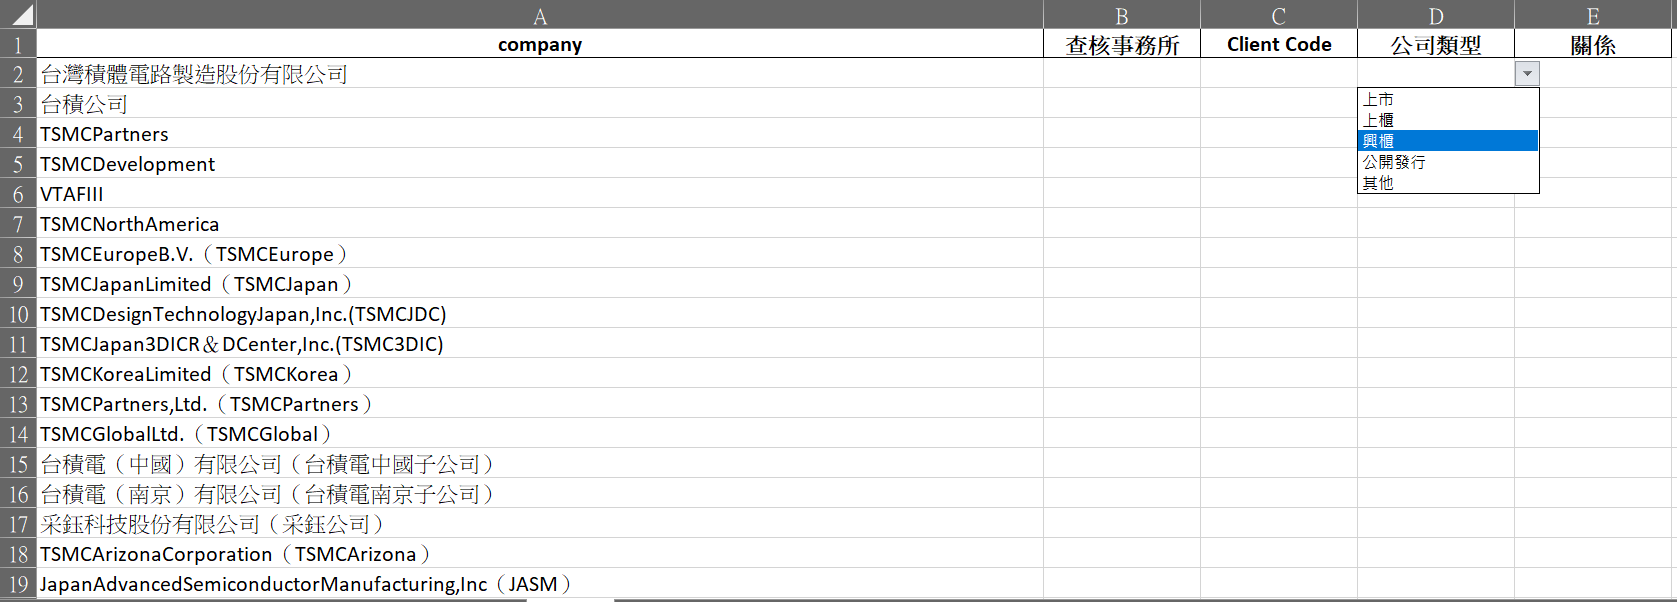 A B C D E
1 company 查核事務所 Client Code 公司類型 關係
2 台灣積體電路製造股份有限公司
3 台積公司
上市
4 TSMCPartners
上櫃
興櫃
5 TSMCDevelopment
公開發行
6 VTAFIII
其他
7 TSMCNorthAmerica
8 TSMCEuropeB.V.（TSMCEurope）
9 TSMCJapanLimited（TSMCJapan）
10 TSMCDesignTechnologyJapan,Inc.(TSMCJDC)
11 TSMCJapan3DICR＆DCenter,Inc.(TSMC3DIC)
12 TSMCKoreaLimited（TSMCKorea）
13 TSMCPartners,Ltd.（TSMCPartners）
14 TSMCGlobalLtd.（TSMCGlobal）
15 台積電（中國）有限公司（台積電中國子公司）
16 台積電（南京）有限公司（台積電南京子公司）
17 采鈺科技股份有限公司（采鈺公司）
18 TSMCArizonaCorporation（TSMCArizona）
19 JapanAdvancedSemiconductorManufacturing,Inc（JASM）